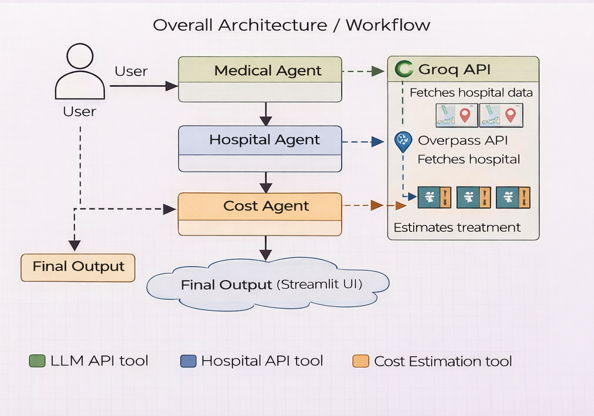 Overall Architecture / Workflow
User
User
Medical Agent
Groq API
Fetches hospital data
Hospital Agent
Overpass API
Fetches hospital
Cost Agent
Estimates treatment
Final Output
Final Output (Streamlit UI)
LLM API tool
Hospital API tool
Cost Estimation tool